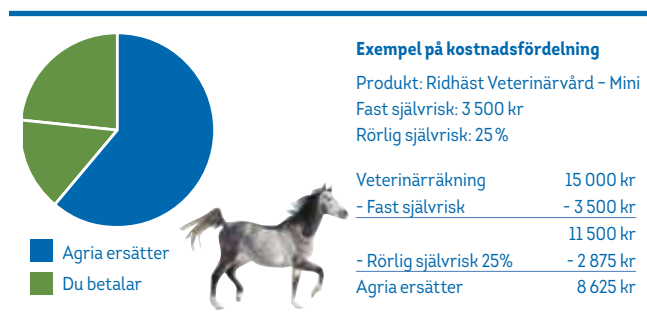 Exempel på kostnadsfördelning
Produkt: Ridhäst Veterinärvård – Mini
Fast självrisk: 3 500 kr
Rörlig självrisk: 25 %
Veterinärräkning 15 000 kr
- Fast självrisk - 3 500 kr
11 500 kr
- Rörlig självrisk 25% - 2 875 kr
Agria ersätter 8 625 kr
Agria ersätter
Du betalar